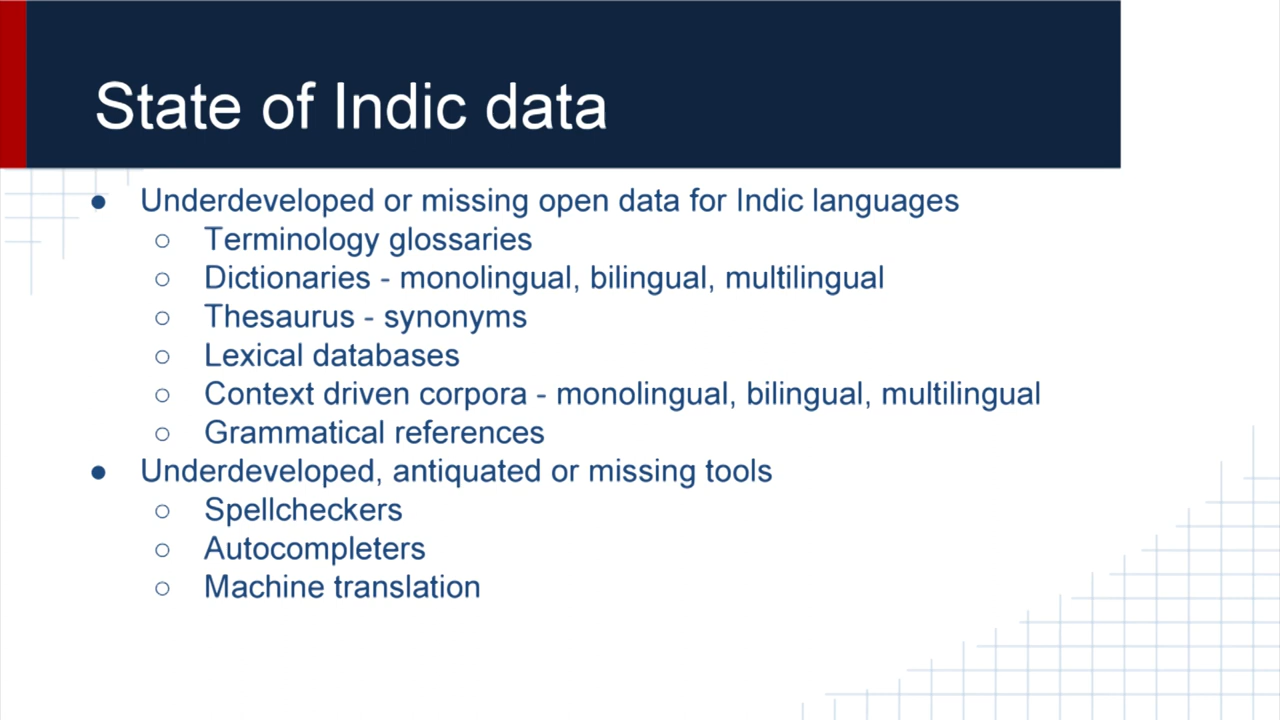 State of Indic data
● Underdeveloped or missing open data for Indic languages
○ Terminology glossaries
○ Dictionaries - monolingual, bilingual, multilingual
○ Thesaurus - synonyms
○ Lexical databases
○ Context driven corpora - monolingual, bilingual, multilingual
○ Grammatical references
● Underdeveloped, antiquated or missing tools
○ Spellcheckers
○ Autocompleters
○ Machine translation